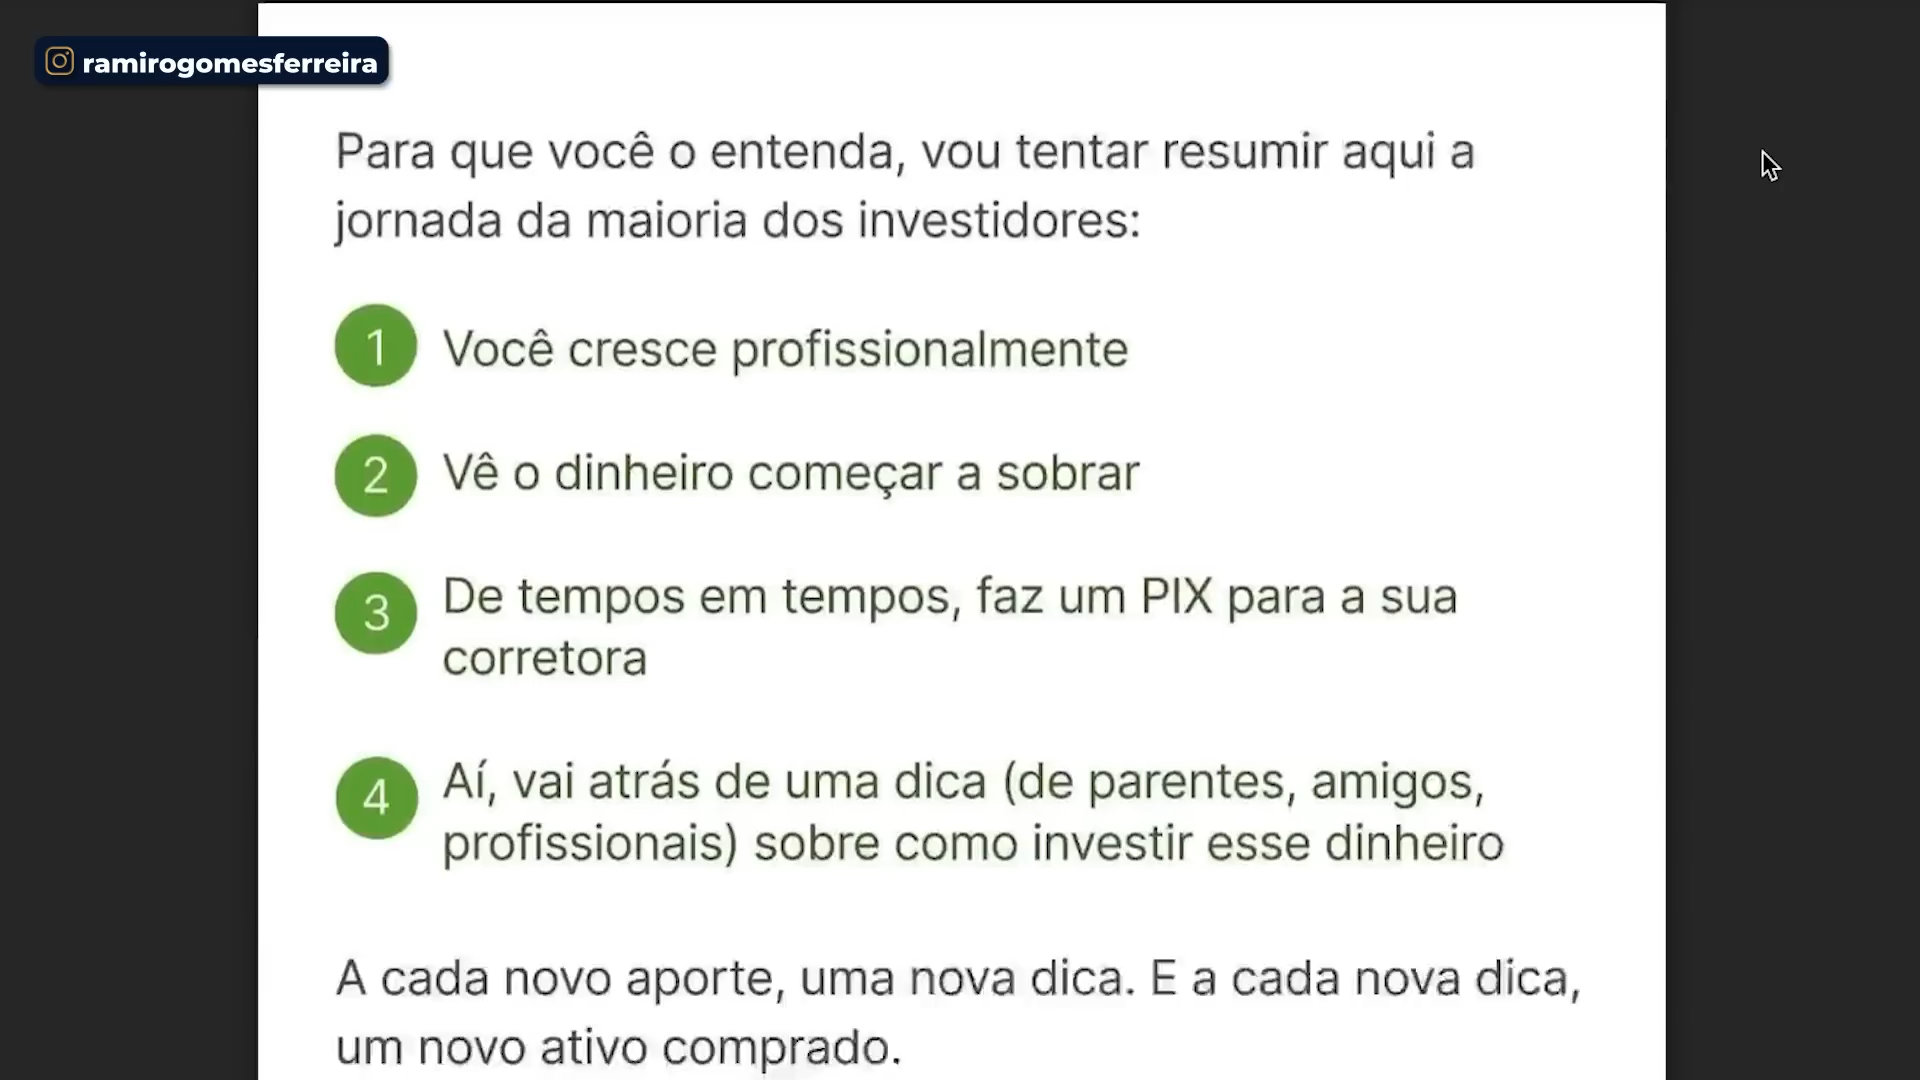 ramirogomesferreira
Para que você o entenda, vou tentar resumir aqui a
jornada da maioria dos investidores:
1 Você cresce profissionalmente
2 Vê o dinheiro começar a sobrar
3 De tempos em tempos, faz um PIX para a sua
corretora
4 Aí, vai atrás de uma dica (de parentes, amigos,
profissionais) sobre como investir esse dinheiro
A cada novo aporte, uma nova dica. E a cada nova dica,
um novo ativo comprado.